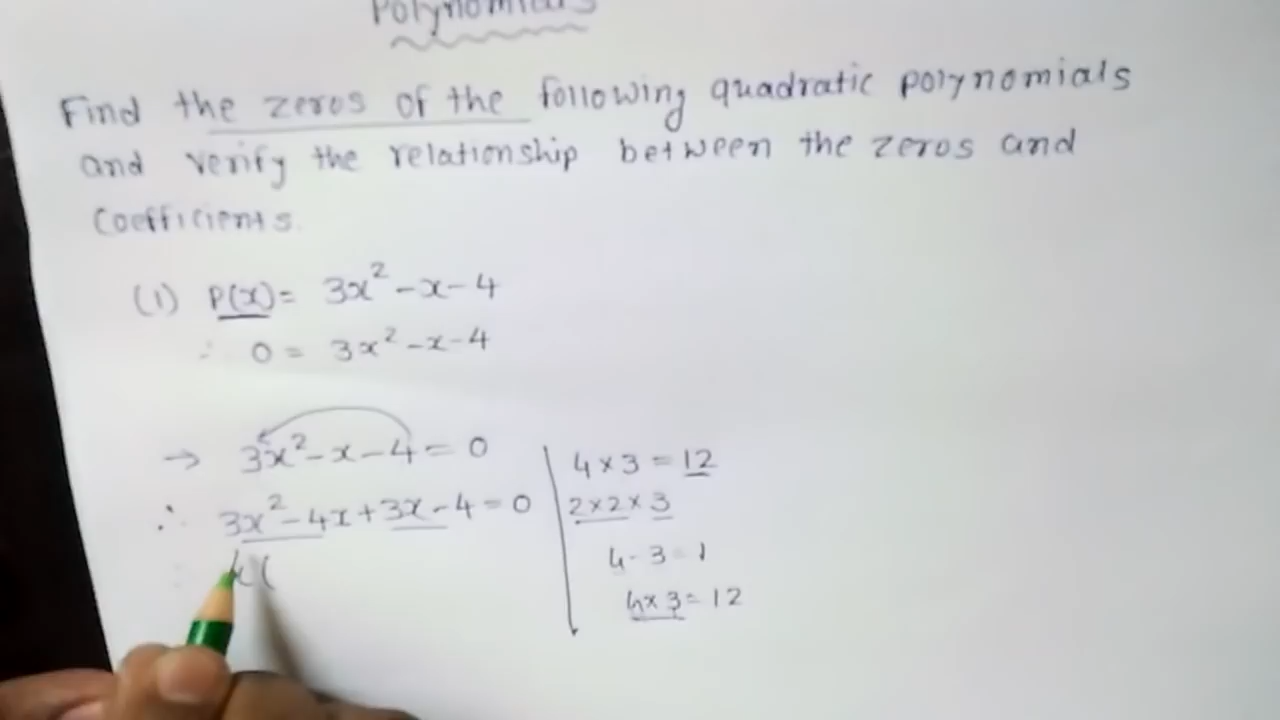 Polynomials
Find the zeros of the following quadratic polynomials
and verify the relationship between the zeros and
coefficients.
(1) P(x) = 3x² - x - 4
∴ 0 = 3x² - x - 4
→ 3x² - x - 4 = 0
∴ 3x² - 4x + 3x - 4 = 0
x (
4 × 3 = 12
2 × 2 × 3
4 - 3 = 1
4 × 3 = 12